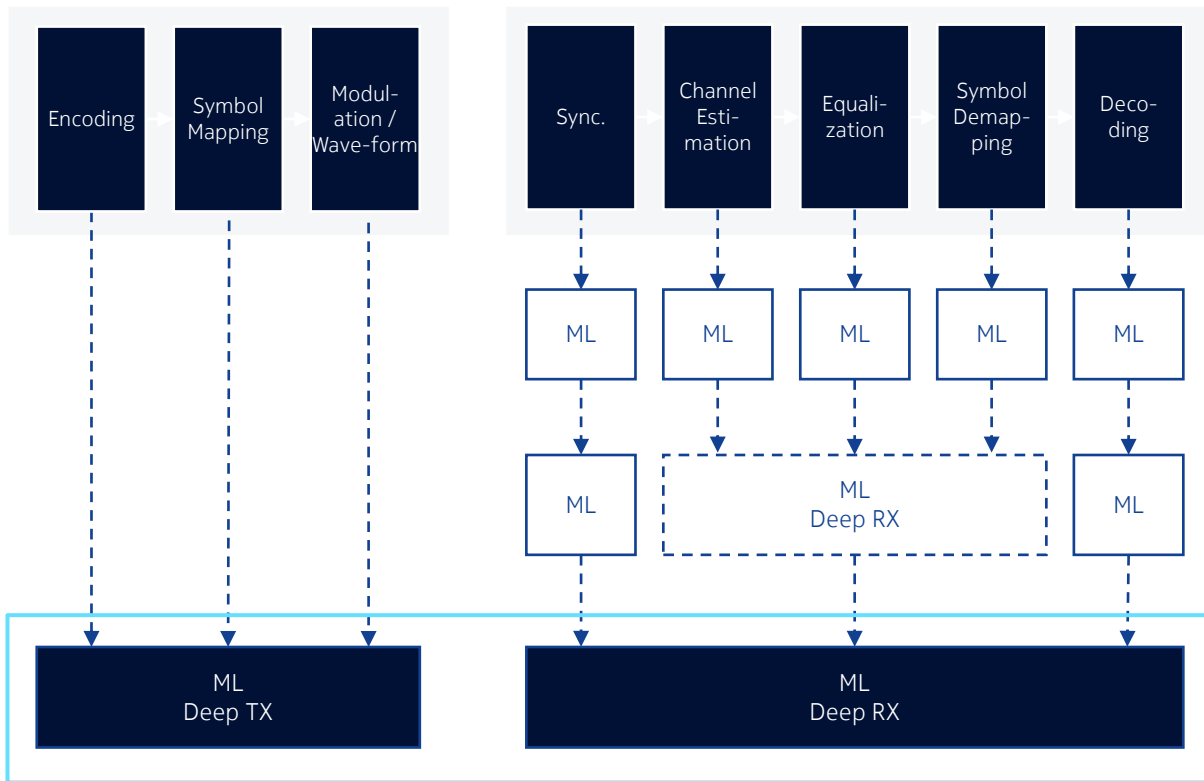 Encoding
Symbol
Mapping
Modul-
ation /
Wave-form
Sync.
Channel
Esti-
mation
Equali-
zation
Symbol
Demap-
ping
Deco-
ding
ML
ML
ML
ML
ML
ML
ML
Deep RX
ML
ML
Deep TX
ML
Deep RX